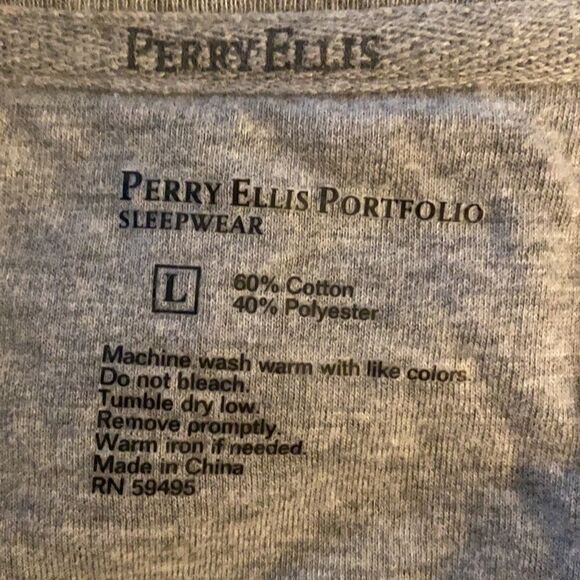 PERRY ELLIS
PERRY ELLIS PORTFOLIO
SLEEPWEAR
L
60% Cotton
40% Polyester
Machine wash warm with like colors.
Do not bleach.
Tumble dry low.
Remove promptly.
Warm iron if needed.
Made in China
RN 59495